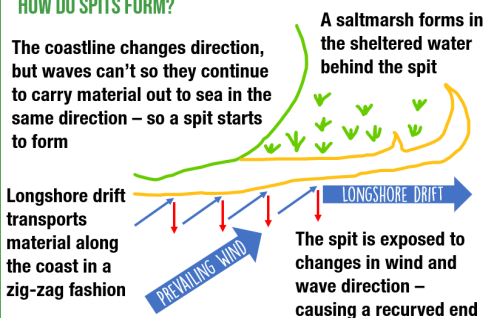 HOW DO SPITS FORM?
The coastline changes direction,
but waves can't so they continue
to carry material out to sea in the
same direction – so a spit starts
to form
A saltmarsh forms in
the sheltered water
behind the spit
Longshore drift
transports
material along
the coast in a
zig-zag fashion
PREVAILING WIND
LONGSHORE DRIFT
The spit is exposed to
changes in wind and
wave direction –
causing a recurved end